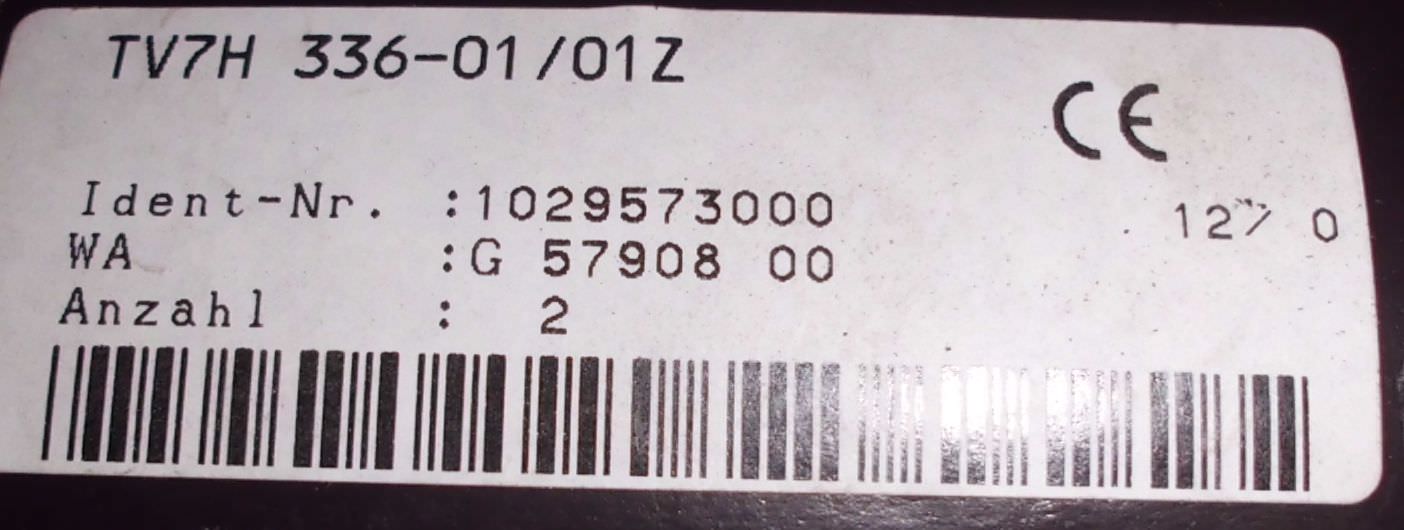 TV7H 336-01/01Z
CE
Ident-Nr. :1029573000
WA :G 57908 00
Anzahl : 2